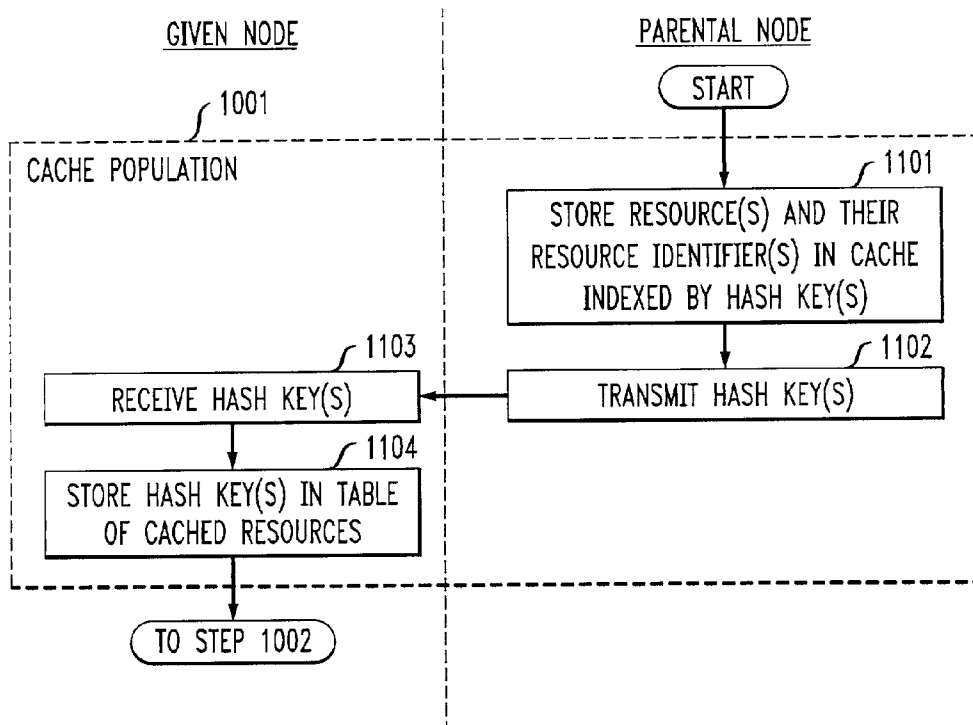 GIVEN NODE
PARENTAL NODE
START
1001
CACHE POPULATION
1101
STORE RESOURCE(S) AND THEIR
RESOURCE IDENTIFIER(S) IN CACHE
INDEXED BY HASH KEY(S)
1103
RECEIVE HASH KEY(S)
1102
TRANSMIT HASH KEY(S)
1104
STORE HASH KEY(S) IN TABLE
OF CACHED RESOURCES
TO STEP 1002